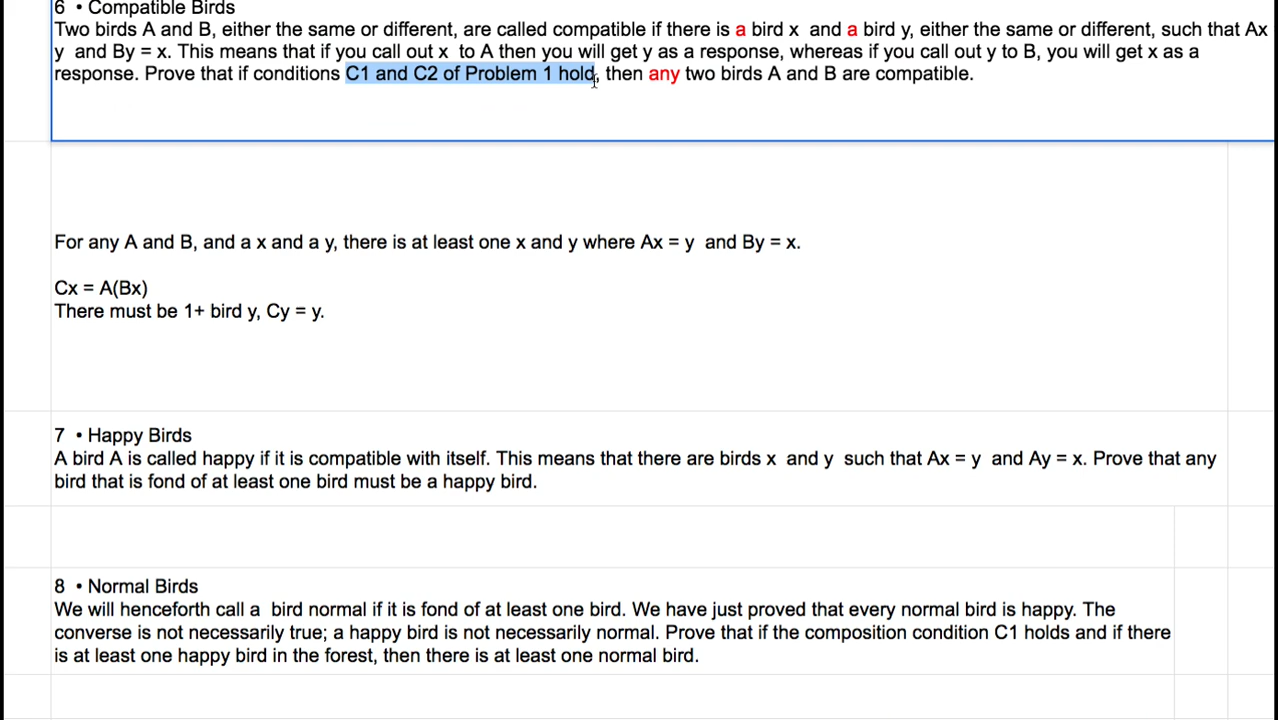 6 • Compatible Birds
Two birds A and B, either the same or different, are called compatible if there is a bird x and a bird y, either the same or different, such that Ax
y and By = x. This means that if you call out x to A then you will get y as a response, whereas if you call out y to B, you will get x as a
response. Prove that if conditions C1 and C2 of Problem 1 hold, then any two birds A and B are compatible.
For any A and B, and a x and a y, there is at least one x and y where Ax = y and By = x.
Cx = A(Bx)
There must be 1+ bird y, Cy = y.
7 • Happy Birds
A bird A is called happy if it is compatible with itself. This means that there are birds x and y such that Ax = y and Ay = x. Prove that any
bird that is fond of at least one bird must be a happy bird.
8 • Normal Birds
We will henceforth call a bird normal if it is fond of at least one bird. We have just proved that every normal bird is happy. The
converse is not necessarily true; a happy bird is not necessarily normal. Prove that if the composition condition C1 holds and if there
is at least one happy bird in the forest, then there is at least one normal bird.